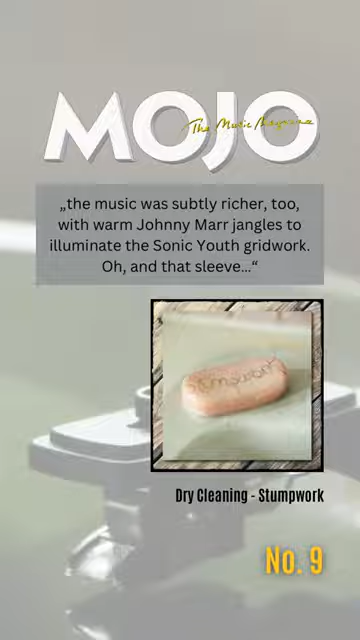 MOJO
The Music Magazine
„the music was subtly richer, too,
with warm Johnny Marr jangles to
illuminate the Sonic Youth gridwork.
Oh, and that sleeve...“
Stumpwork
Dry Cleaning - Stumpwork
No. 9